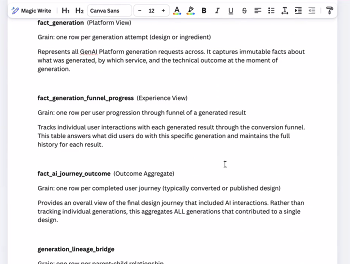 Magic Write
H1
H2
Canva Sans
− 12 +
A
B U S A
fact_generation (Platform View)
Grain: one row per generation attempt (design or ingredient)
Represents all GenAI Platform generation requests across. It captures immutable facts about
what was generated, by which service, and the technical outcome at the moment of
generation.
fact_generation_funnel_progress (Experience View)
Grain: one row per user progression through funnel of a generated result
Tracks individual user interactions with each generated result through the conversion funnel.
This table answers what did users do with this specific generation and maintains the full
history for each result.
fact_ai_journey_outcome (Outcome Aggregate)
Grain: one row per completed user journey (typically converted or published design)
Provides an overall view of the final design journey that included AI interactions. Rather than
tracking individual generations, this aggregates ALL generations that contributed to a single
design.
generation_lineage_bridge
Grain: one row per parent-child relationship